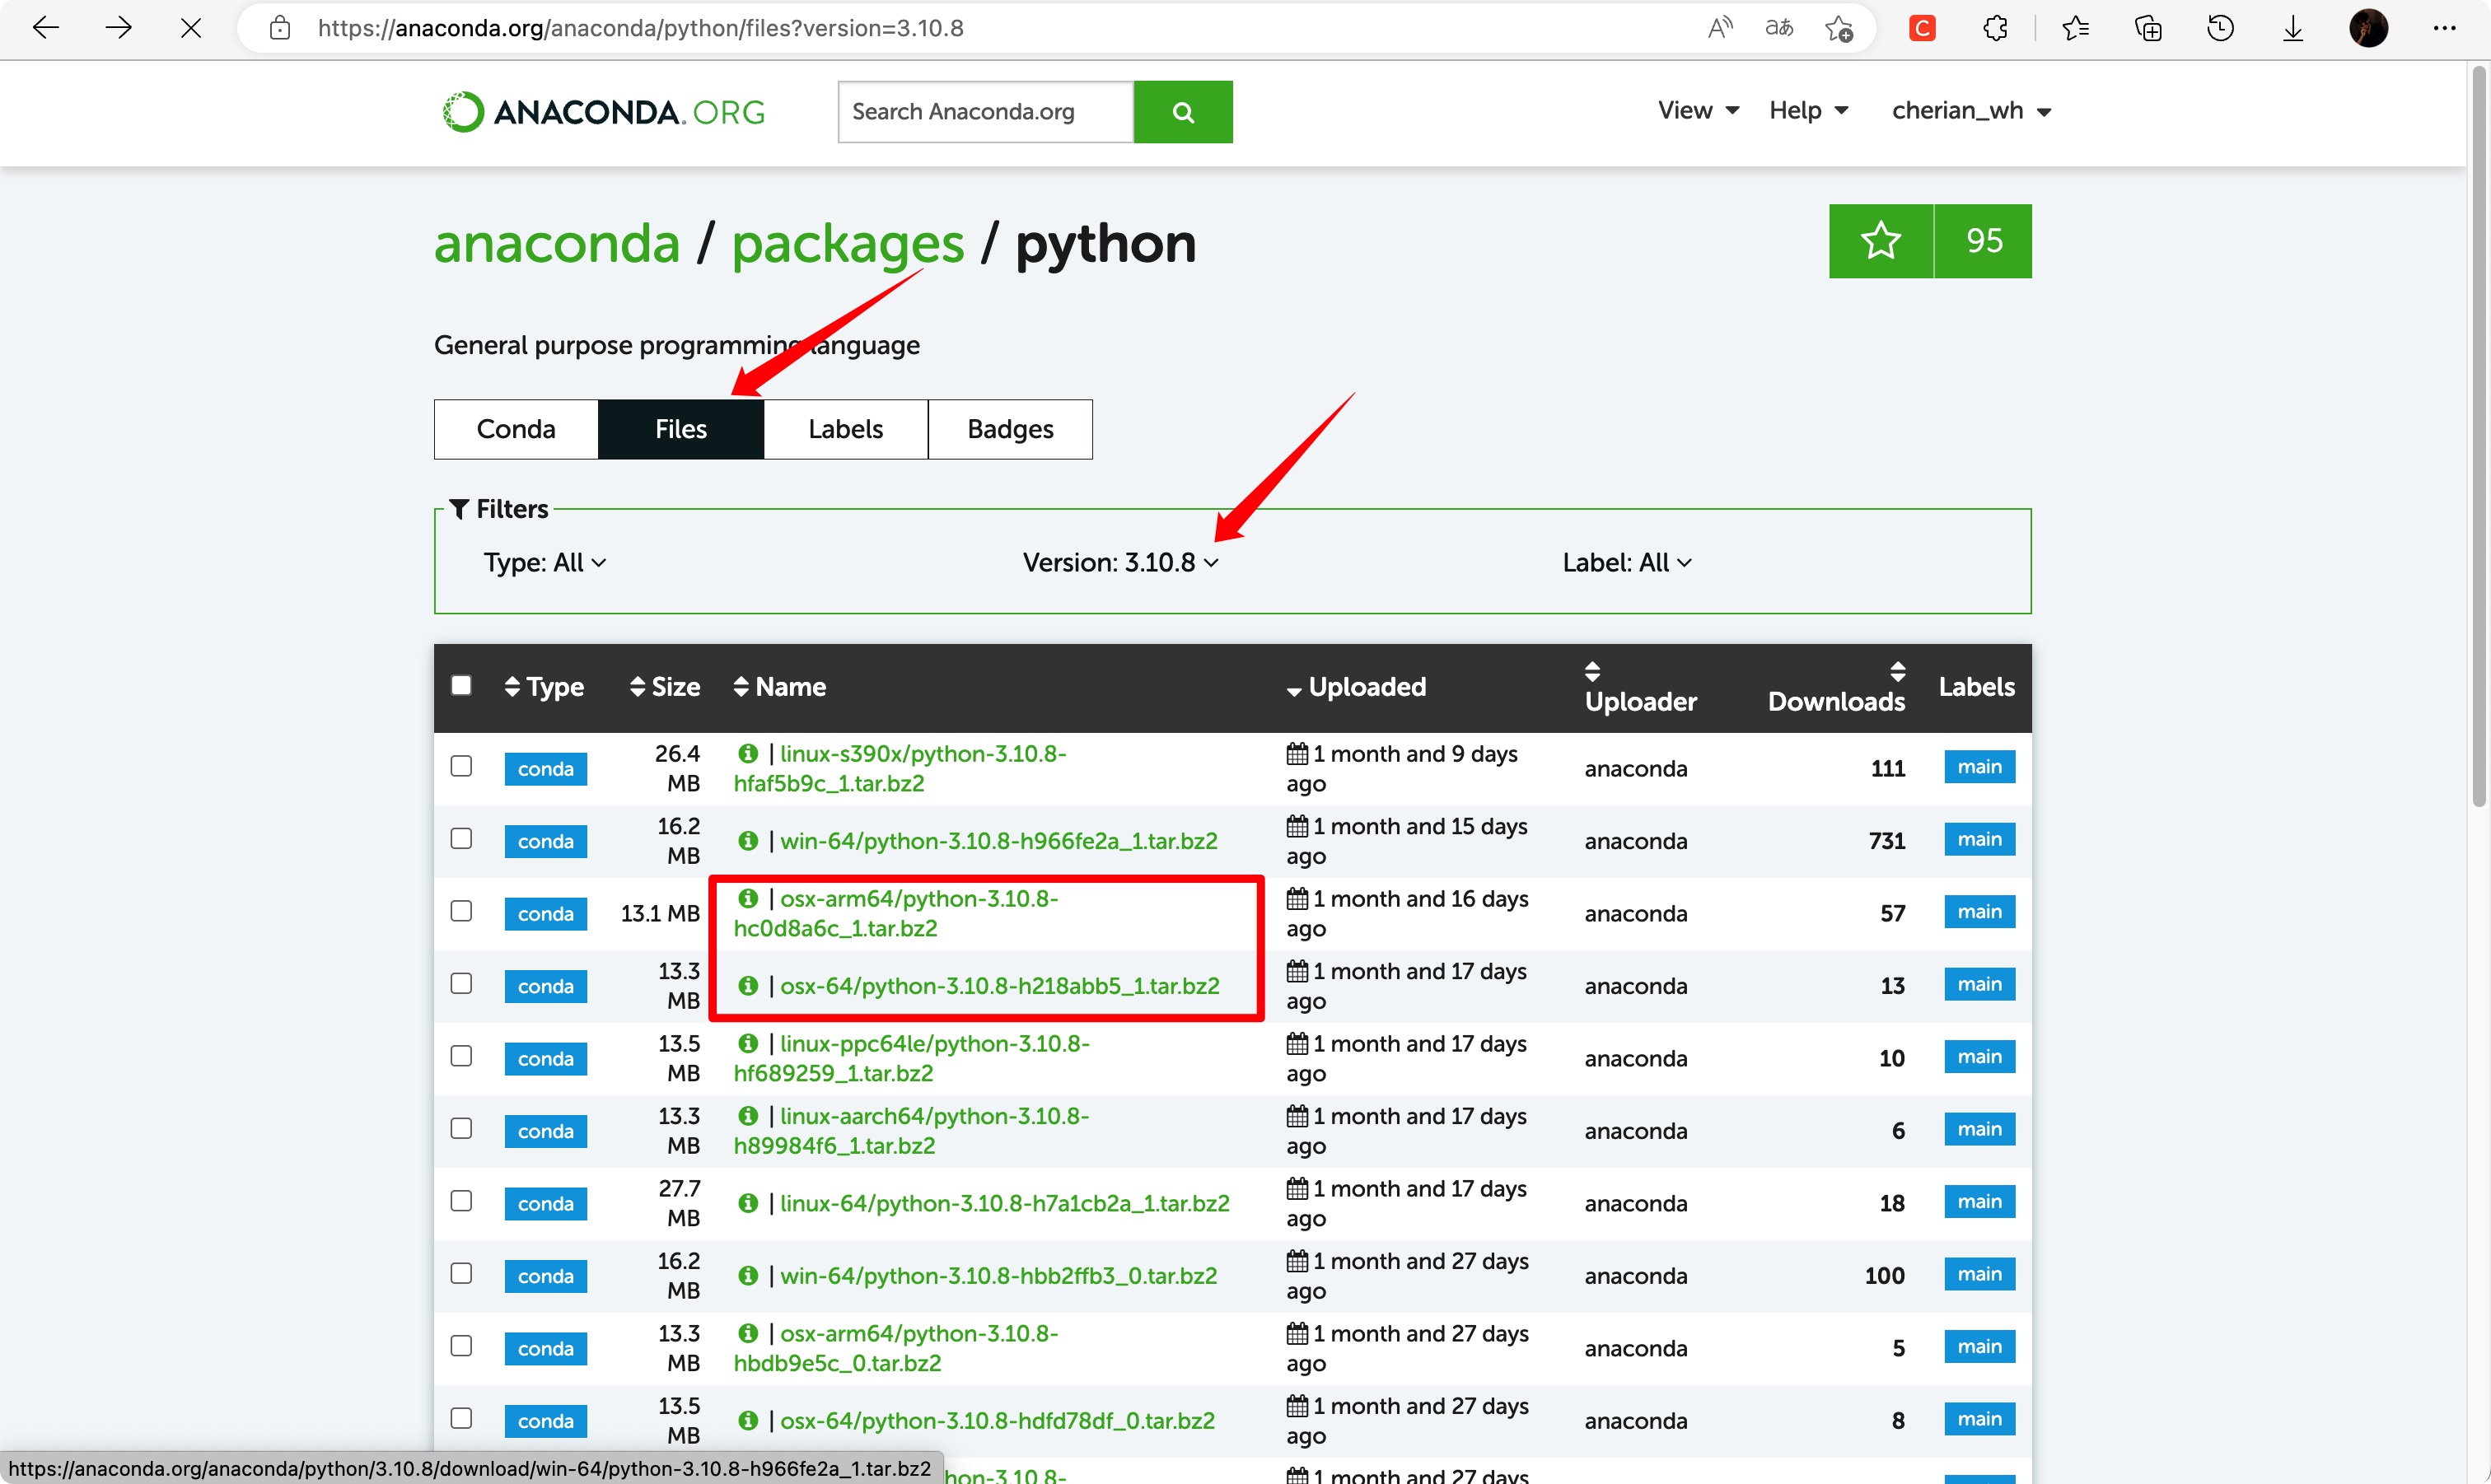 https://anaconda.org/anaconda/python/files?version=3.10.8
ANACONDA.ORG
Search Anaconda.org
View
Help
cherian_wh
anaconda / packages / python
95
General purpose programming language
Conda
Files
Labels
Badges
Filters
Type: All
Version: 3.10.8
Label: All
Type Size Name Uploaded Uploader Downloads Labels
conda 26.4 MB | linux-s390x/python-3.10.8-hfaf5b9c_1.tar.bz2 1 month and 9 days ago anaconda 111 main
conda 16.2 MB | win-64/python-3.10.8-h966fe2a_1.tar.bz2 1 month and 15 days ago anaconda 731 main
conda 13.1 MB | osx-arm64/python-3.10.8-hc0d8a6c_1.tar.bz2 1 month and 16 days ago anaconda 57 main
conda 13.3 MB | osx-64/python-3.10.8-h218abb5_1.tar.bz2 1 month and 17 days ago anaconda 13 main
conda 13.5 MB | linux-ppc64le/python-3.10.8-hf689259_1.tar.bz2 1 month and 17 days ago anaconda 10 main
conda 13.3 MB | linux-aarch64/python-3.10.8-h89984f6_1.tar.bz2 1 month and 17 days ago anaconda 6 main
conda 27.7 MB | linux-64/python-3.10.8-h7a1cb2a_1.tar.bz2 1 month and 17 days ago anaconda 18 main
conda 16.2 MB | win-64/python-3.10.8-hbb2ffb3_0.tar.bz2 1 month and 27 days ago anaconda 100 main
conda 13.3 MB | osx-arm64/python-3.10.8-hbdb9e5c_0.tar.bz2 1 month and 27 days ago anaconda 5 main
conda 13.5 MB | osx-64/python-3.10.8-hdfd78df_0.tar.bz2 1 month and 27 days ago anaconda 8 main
hon-3.10.8- 1 month and 27 days
https://anaconda.org/anaconda/python/3.10.8/download/win-64/python-3.10.8-h966fe2a_1.tar.bz2